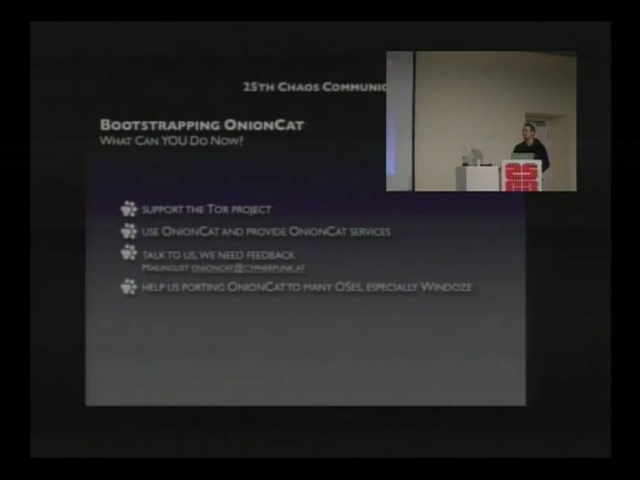 25th Chaos Communic
Bootstrapping OnionCat
What Can YOU Do Now?
support the Tor project
use OnionCat and provide OnionCat services
talk to us, we need feedback
Mailinglist onioncat@cypherpunk.at
help us porting OnionCat to many OSes, especially Windoze